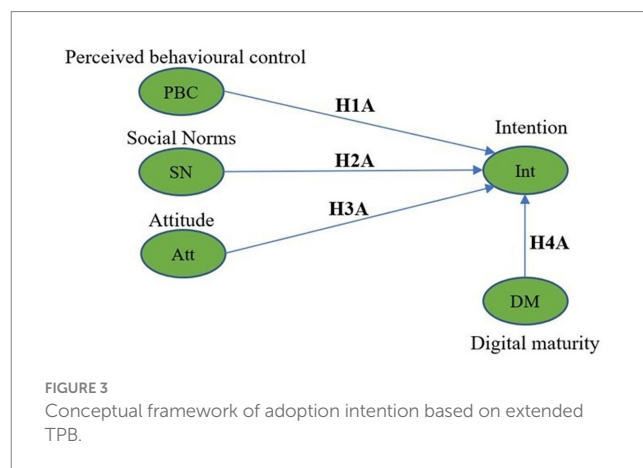 Perceived behavioural control
PBC
H1A
Social Norms
Intention
SN
H2A
Int
Attitude
H3A
Att
H4A
DM
Digital maturity
FIGURE 3
Conceptual framework of adoption intention based on extended
TPB.